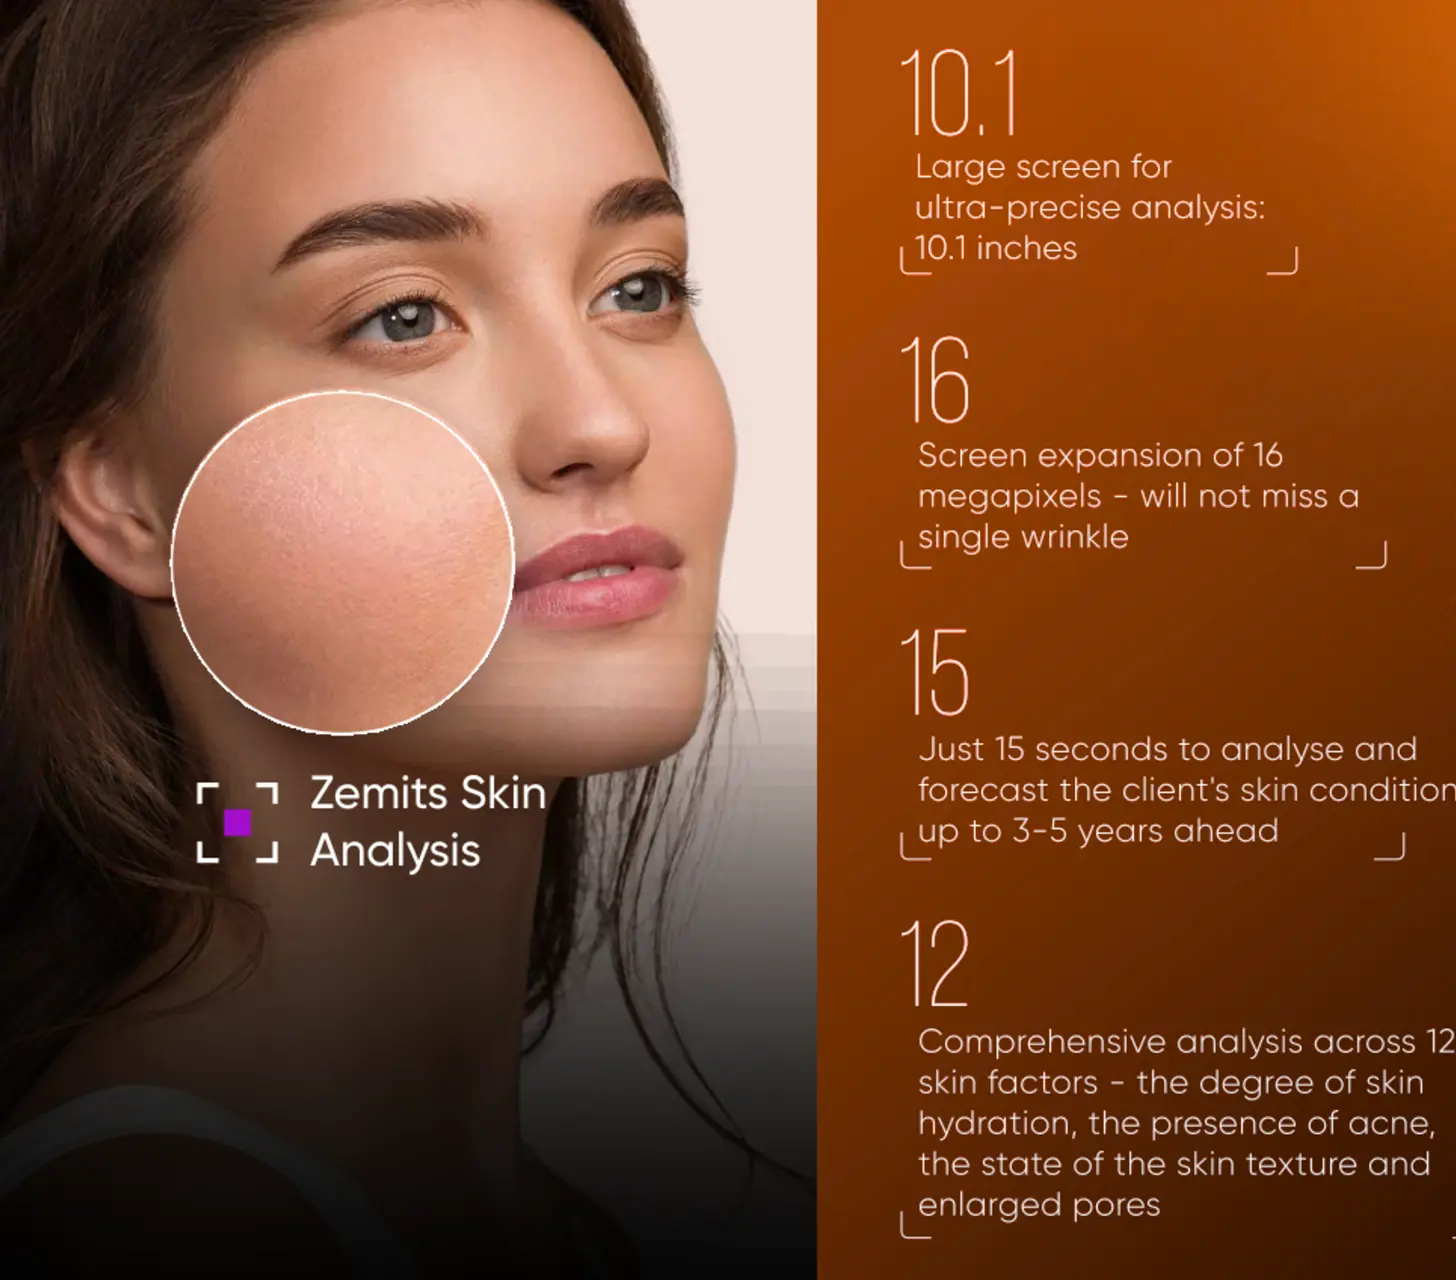 Zemits Skin
Analysis
10.1
Large screen for
ultra-precise analysis:
10.1 inches
16
Screen expansion of 16
megapixels - will not miss a
single wrinkle
15
Just 15 seconds to analyse and
forecast the client's skin condition
up to 3-5 years ahead
12
Comprehensive analysis across 12
skin factors - the degree of skin
hydration, the presence of acne,
the state of the skin texture and
enlarged pores